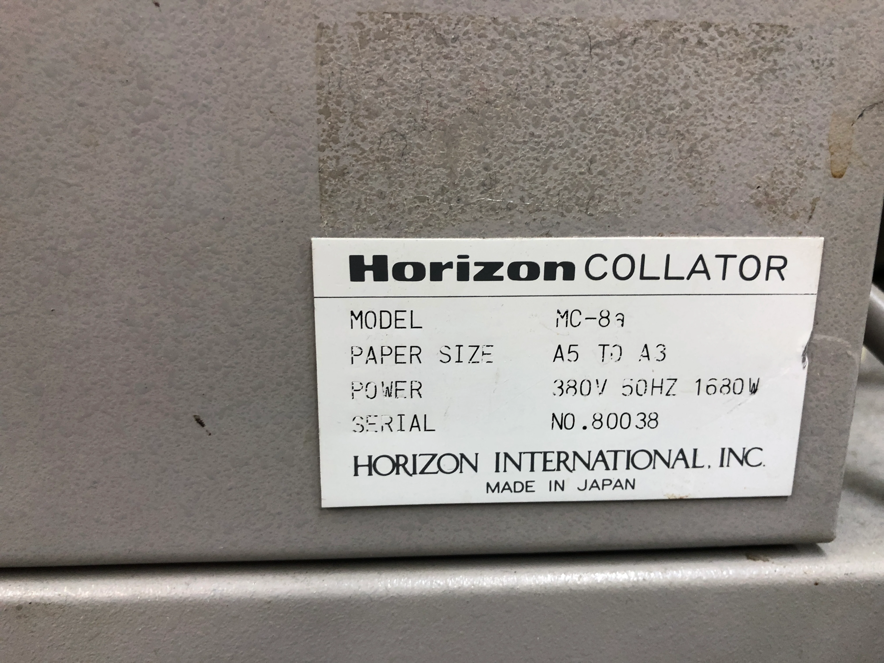 Horizon COLLATOR
MODEL MC-8a
PAPER SIZE A5 TO A3
POWER 380V 50HZ 1680W
SERIAL NO.80038
HORIZON INTERNATIONAL, INC.
MADE IN JAPAN